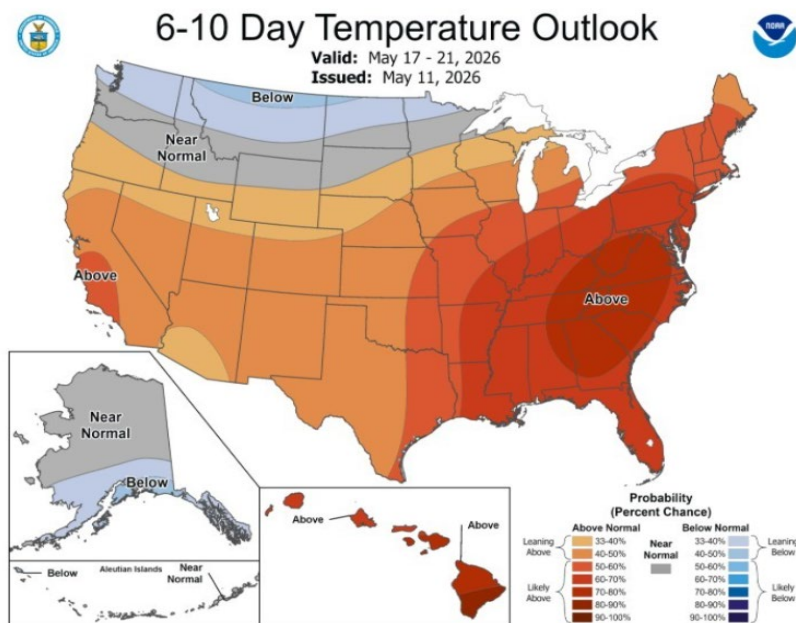 6-10 Day Temperature Outlook
Valid: May 17 - 21, 2026
Issued: May 11, 2026
NOAA
Below
Near
Normal
Above
Above
Near
Normal
Below
Below
Aleutian Islands
Near
Normal
Above
Above
Probability
(Percent Chance)
Above Normal
Below Normal
Leaning
Above
33-40%
40-50%
Near
Normal
33-40%
40-50%
Leaning
Below
Likely
Above
50-60%
60-70%
70-80%
80-90%
90-100%
50-60%
60-70%
70-80%
80-90%
90-100%
Likely
Below